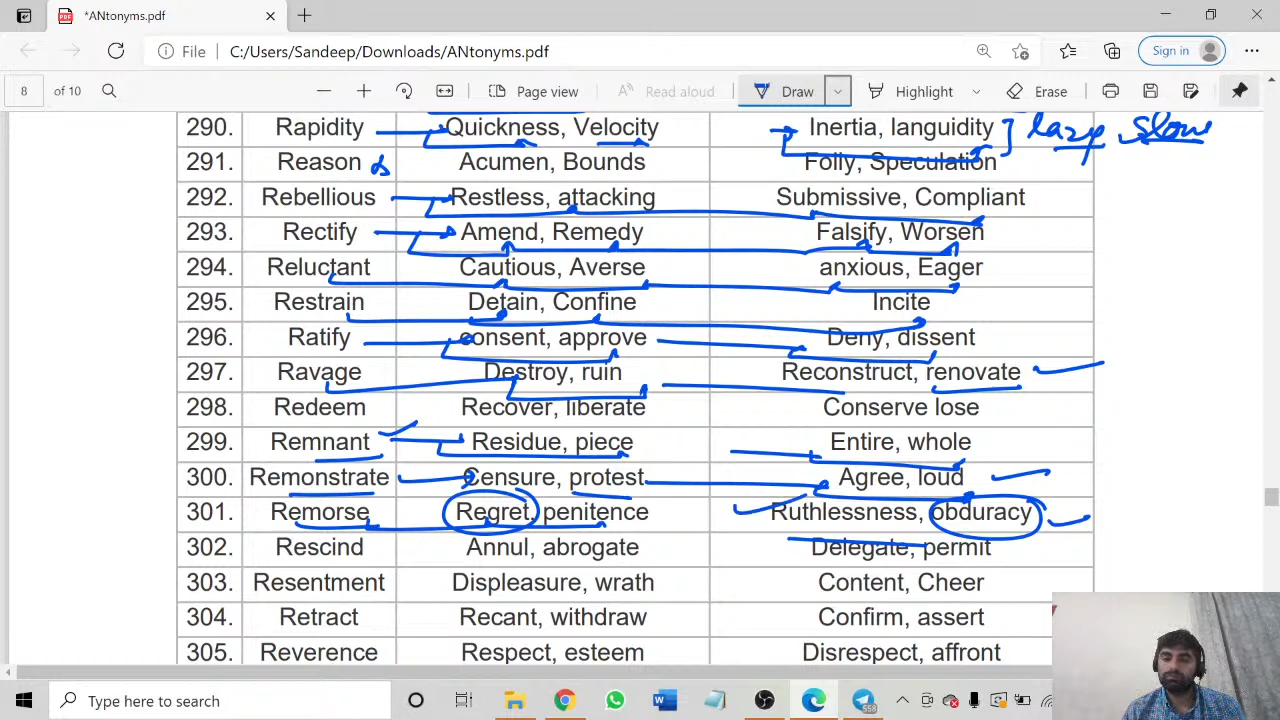 *ANtonyms.pdf
File C:/Users/Sandeep/Downloads/ANtonyms.pdf Sign in
8 of 10 Page view Read aloud Draw Highlight Erase
290. Rapidity Quickness, Velocity Inertia, languidity lazy slow
291. Reason Acumen, Bounds Folly, Speculation
292. Rebellious Restless, attacking Submissive, Compliant
293. Rectify Amend, Remedy Falsify, Worsen
294. Reluctant Cautious, Averse anxious, Eager
295. Restrain Detain, Confine Incite
296. Ratify consent, approve Deny, dissent
297. Ravage Destroy, ruin Reconstruct, renovate
298. Redeem Recover, liberate Conserve lose
299. Remnant Residue, piece Entire, whole
300. Remonstrate Censure, protest Agree, loud
301. Remorse Regret, penitence Ruthlessness, obduracy
302. Rescind Annul, abrogate Delegate, permit
303. Resentment Displeasure, wrath Content, Cheer
304. Retract Recant, withdraw Confirm, assert
305. Reverence Respect, esteem Disrespect, affront
Type here to search 558